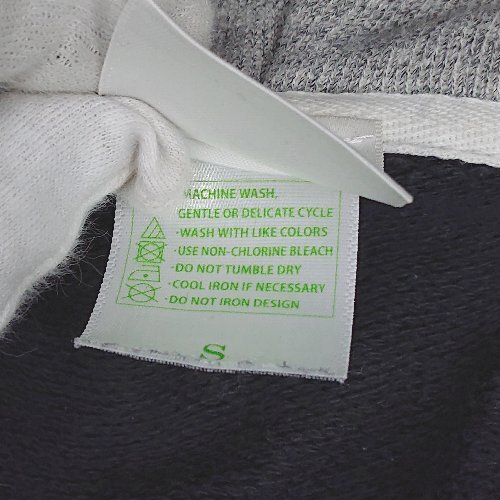 MACHINE WASH,
GENTLE OR DELICATE CYCLE
·WASH WITH LIKE COLORS
·USE NON-CHLORINE BLEACH
·DO NOT TUMBLE DRY
·COOL IRON IF NECESSARY
·DO NOT IRON DESIGN
S